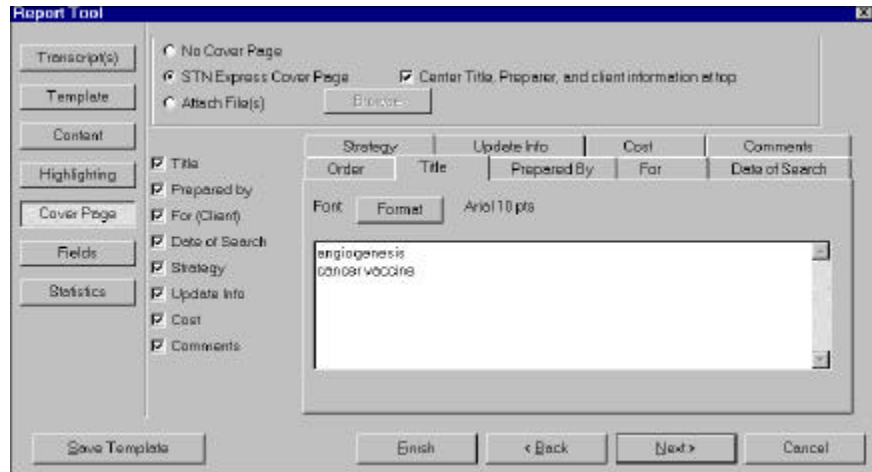 Report Tool
Transcript(s)
Template
Content
Highlighting
Cover Page
Fields
Statistics
No Cover Page
STN Express Cover Page
Center Title, Preparer, and client information at top
Attach File(s)
Browse
Title
Prepared by
For (Client)
Date of Search
Strategy
Update Info
Cost
Comments
Strategy Update Info Cost Comments
Order Title Prepared By For Date of Search
Font Format Arial 10 pts
angiogenesis
cancer vaccine
Save Template
Finish
< Back
Next >
Cancel